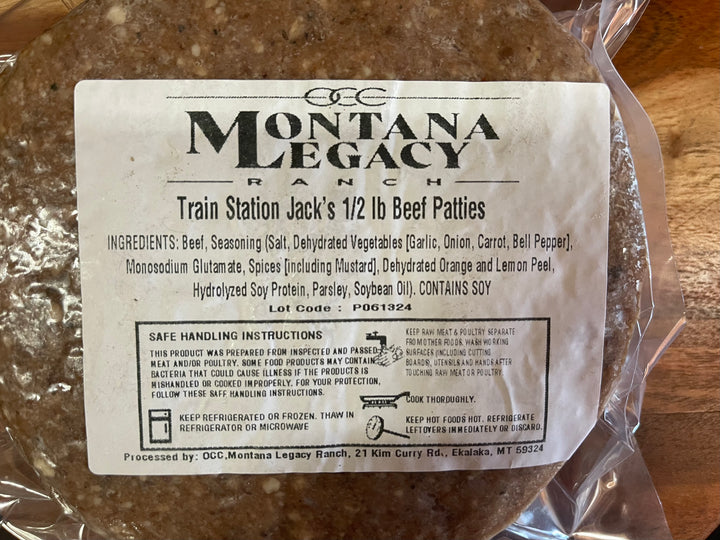 OCC
MONTANA
LEGACY
RANCH
Train Station Jack's 1/2 lb Beef Patties
INGREDIENTS: Beef, Seasoning (Salt, Dehydrated Vegetables [Garlic, Onion, Carrot, Bell Pepper],
Monosodium Glutamate, Spices [including Mustard], Dehydrated Orange and Lemon Peel,
Hydrolyzed Soy Protein, Parsley, Soybean Oil). CONTAINS SOY
Lot Code : P061324
SAFE HANDLING INSTRUCTIONS
THIS PRODUCT WAS PREPARED FROM INSPECTED AND PASSED
MEAT AND/OR POULTRY. SOME FOOD PRODUCTS MAY CONTAIN
BACTERIA THAT COULD CAUSE ILLNESS IF THE PRODUCT IS
MISHANDLED OR COOKED IMPROPERLY. FOR YOUR PROTECTION,
FOLLOW THESE SAFE HANDLING INSTRUCTIONS.
KEEP REFRIGERATED OR FROZEN. THAW IN
REFRIGERATOR OR MICROWAVE
KEEP RAW MEAT & POULTRY SEPARATE
FROM OTHER FOODS. WASH WORKING
SURFACES (INCLUDING CUTTING
BOARDS), UTENSILS AND HANDS AFTER
TOUCHING RAW MEAT OR POULTRY.
COOK THOROUGHLY.
KEEP HOT FOODS HOT. REFRIGERATE
LEFTOVERS IMMEDIATELY OR DISCARD.
Processed by: OCC,Montana Legacy Ranch, 21 Kim Curry Rd., Ekalaka, MT 59324